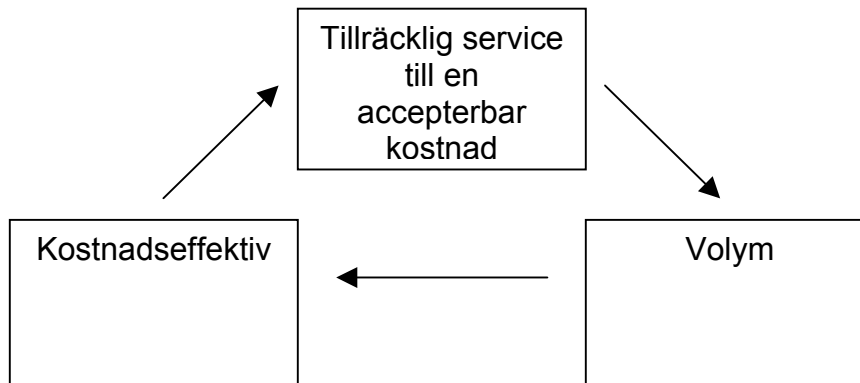 Tillräcklig service
till en
accepterbar
kostnad
Kostnadseffektiv
Volym